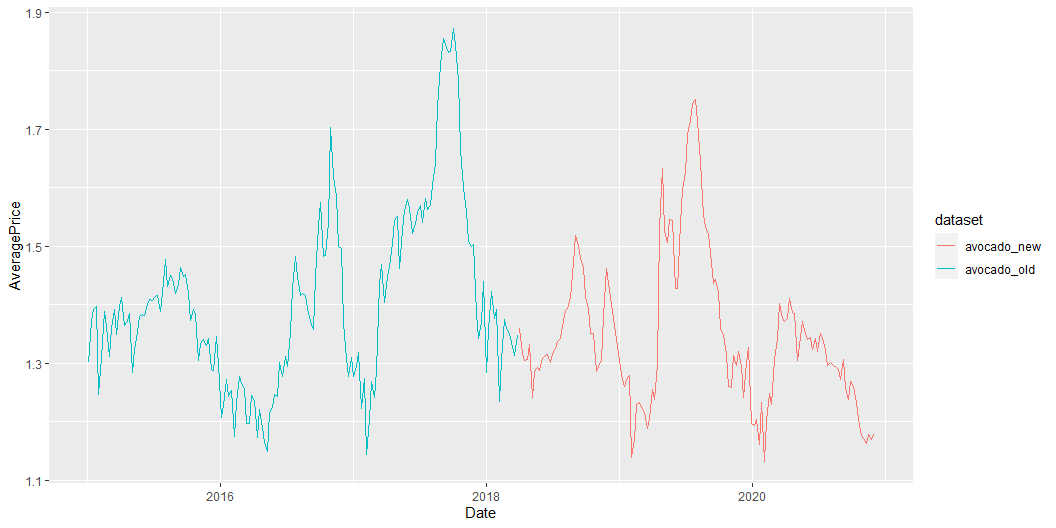 1.9
1.7
1.5
1.3
1.1
AveragePrice
2016
2018
2020
Date
dataset
avocado_new
avocado_old